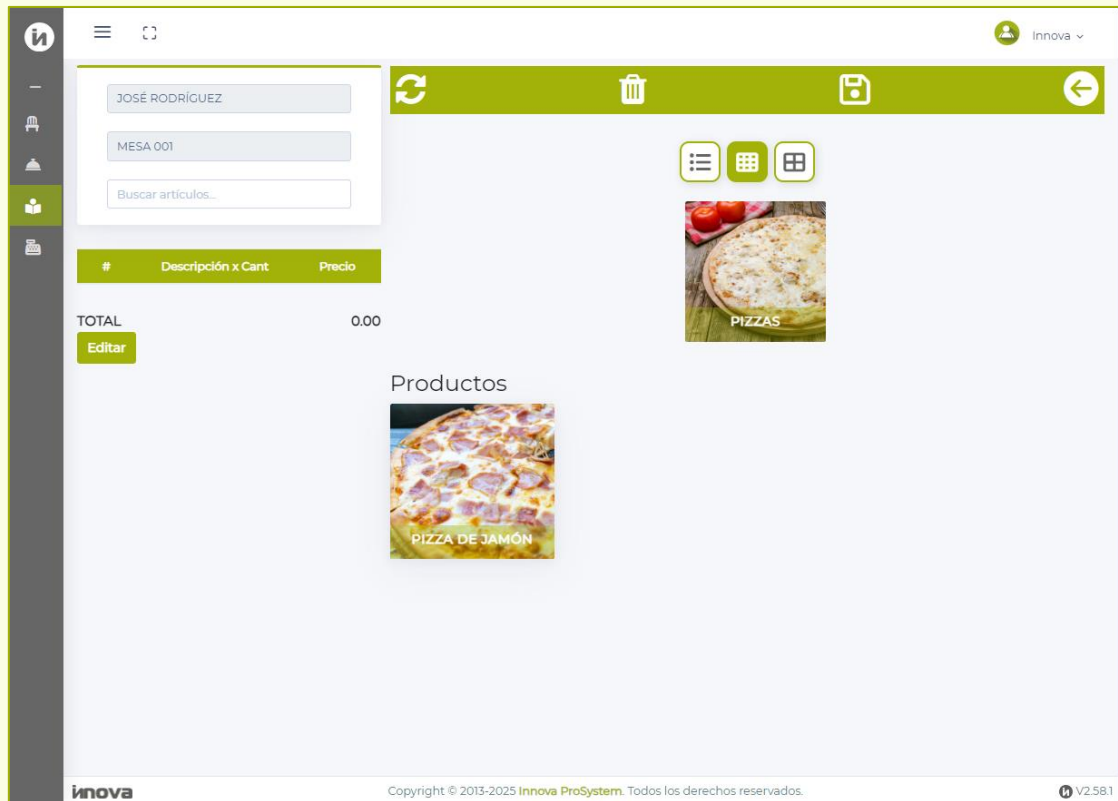 Innova
JOSÉ RODRÍGUEZ
MESA 001
Buscar artículos...
# Descripción x Cant Precio
TOTAL 0.00
Editar
PIZZAS
Productos
PIZZA DE JAMÓN
innova
Copyright © 2013-2025 Innova ProSystem. Todos los derechos reservados.
V2.58.1